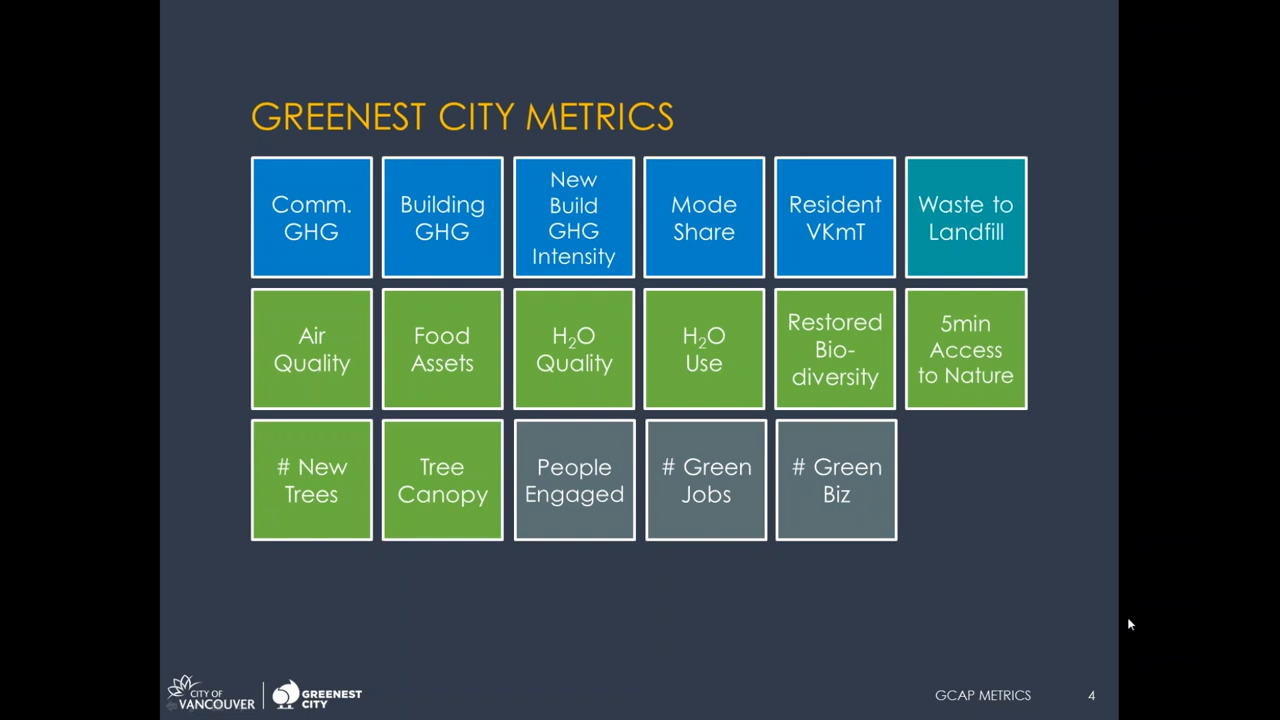 GREENEST CITY METRICS
Comm.
GHG
Building
GHG
New
Build
GHG
Intensity
Mode
Share
Resident
VKmT
Waste to
Landfill
Air
Quality
Food
Assets
H₂O
Quality
H₂O
Use
Restored
Bio-
diversity
5min
Access
to Nature
# New
Trees
Tree
Canopy
People
Engaged
# Green
Jobs
# Green
Biz
CITY OF
VANCOUVER
GREENEST
CITY
GCAP METRICS
4